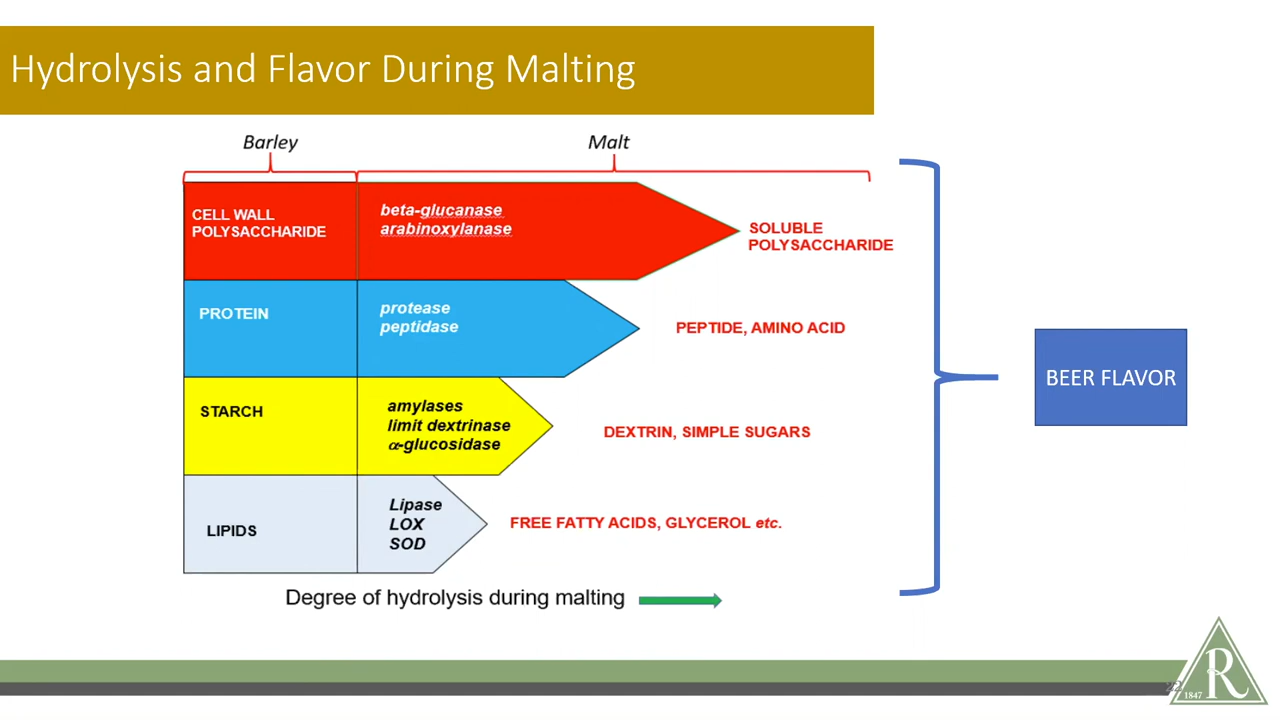 Hydrolysis and Flavor During Malting
Barley
Malt
CELL WALL
POLYSACCHARIDE
beta-glucanase
arabinoxylanase
SOLUBLE
POLYSACCHARIDE
PROTEIN
protease
peptidase
PEPTIDE, AMINO ACID
STARCH
amylases
limit dextrinase
α-glucosidase
DEXTRIN, SIMPLE SUGARS
LIPIDS
Lipase
LOX
SOD
FREE FATTY ACIDS, GLYCEROL etc.
BEER FLAVOR
Degree of hydrolysis during malting
R
1847